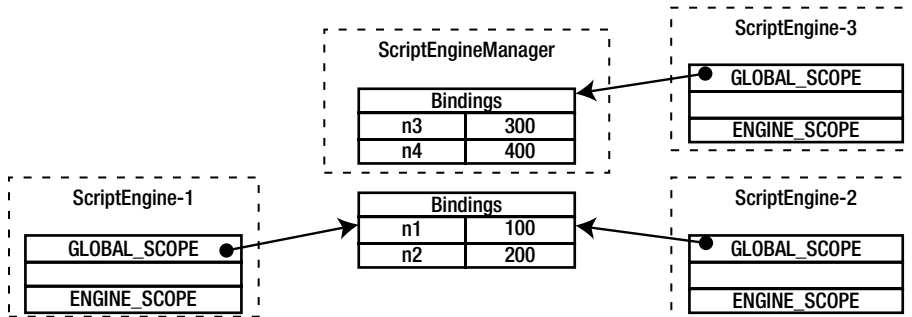 ScriptEngineManager
Bindings
n3 300
n4 400
ScriptEngine-3
GLOBAL_SCOPE
ENGINE_SCOPE
ScriptEngine-1
GLOBAL_SCOPE
ENGINE_SCOPE
Bindings
n1 100
n2 200
ScriptEngine-2
GLOBAL_SCOPE
ENGINE_SCOPE